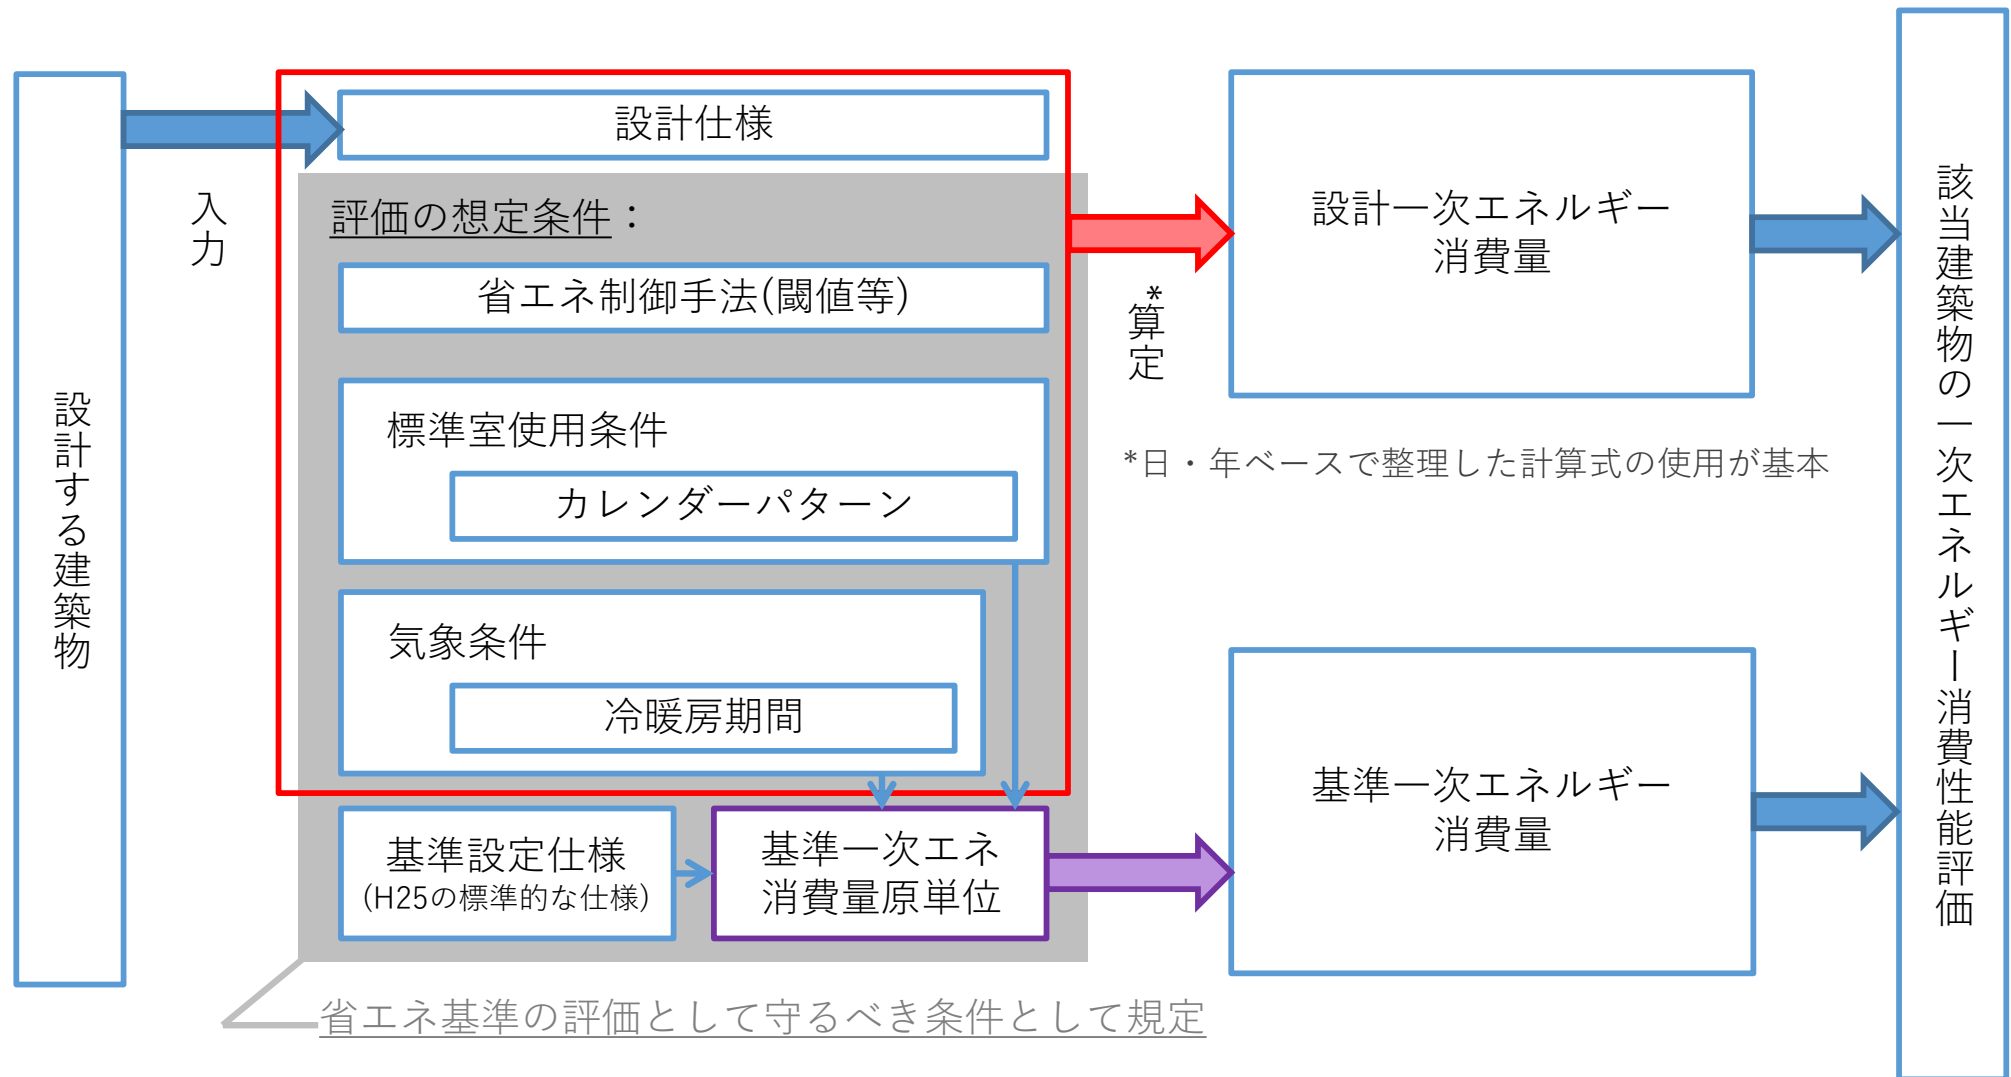 設計する建築物
入力
設計仕様
評価の想定条件：
省エネ制御手法(閾値等)
標準室使用条件
カレンダーパターン
気象条件
冷暖房期間
基準設定仕様
(H25の標準的な仕様)
基準一次エネ
消費量原単位
省エネ基準の評価として守るべき条件として規定
*算定
設計一次エネルギー
消費量
*日・年ベースで整理した計算式の使用が基本
基準一次エネルギー
消費量
該当建築物の一次エネルギー消費性能評価